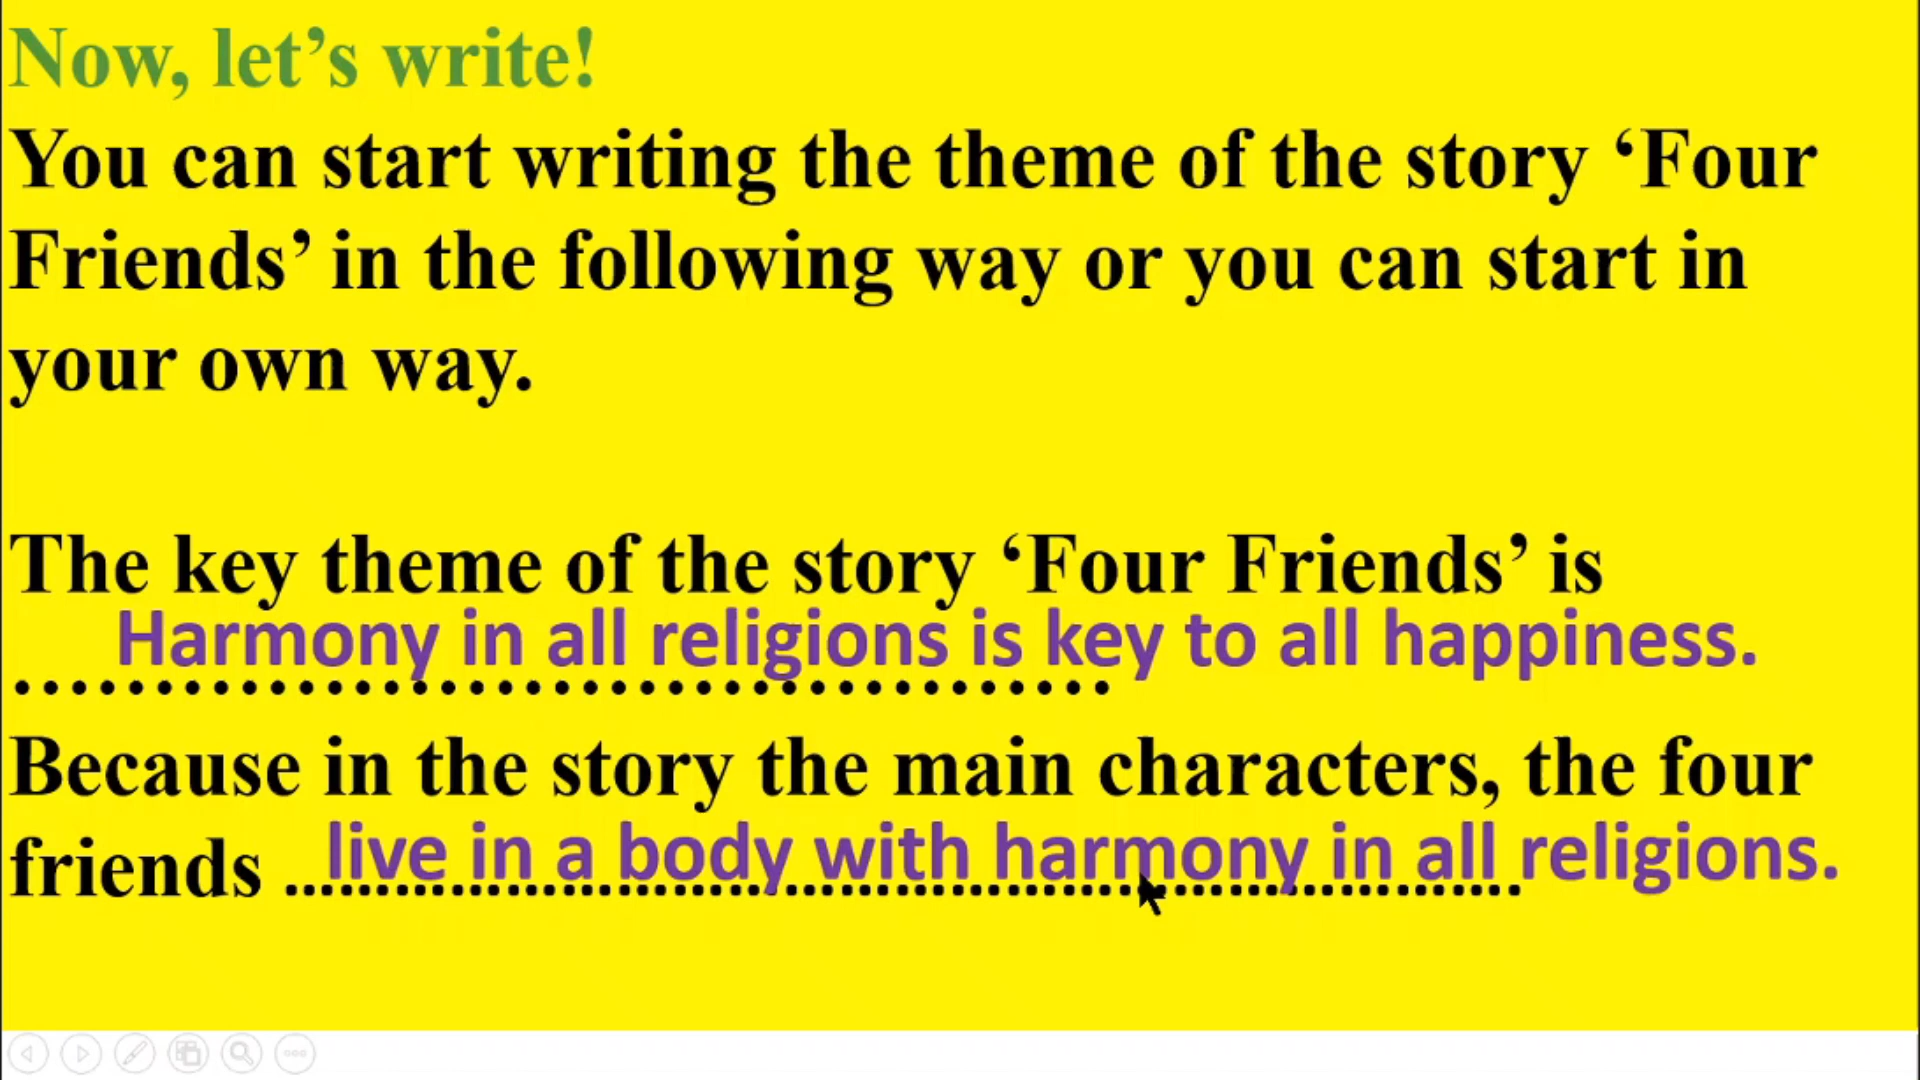 Now, let’s write!
You can start writing the theme of the story ‘Four
Friends’ in the following way or you can start in
your own way.
The key theme of the story ‘Four Friends’ is
Harmony in all religions is key to all happiness.
.......................................
Because in the story the main characters, the four
friends ............................................................
live in a body with harmony in all religions.